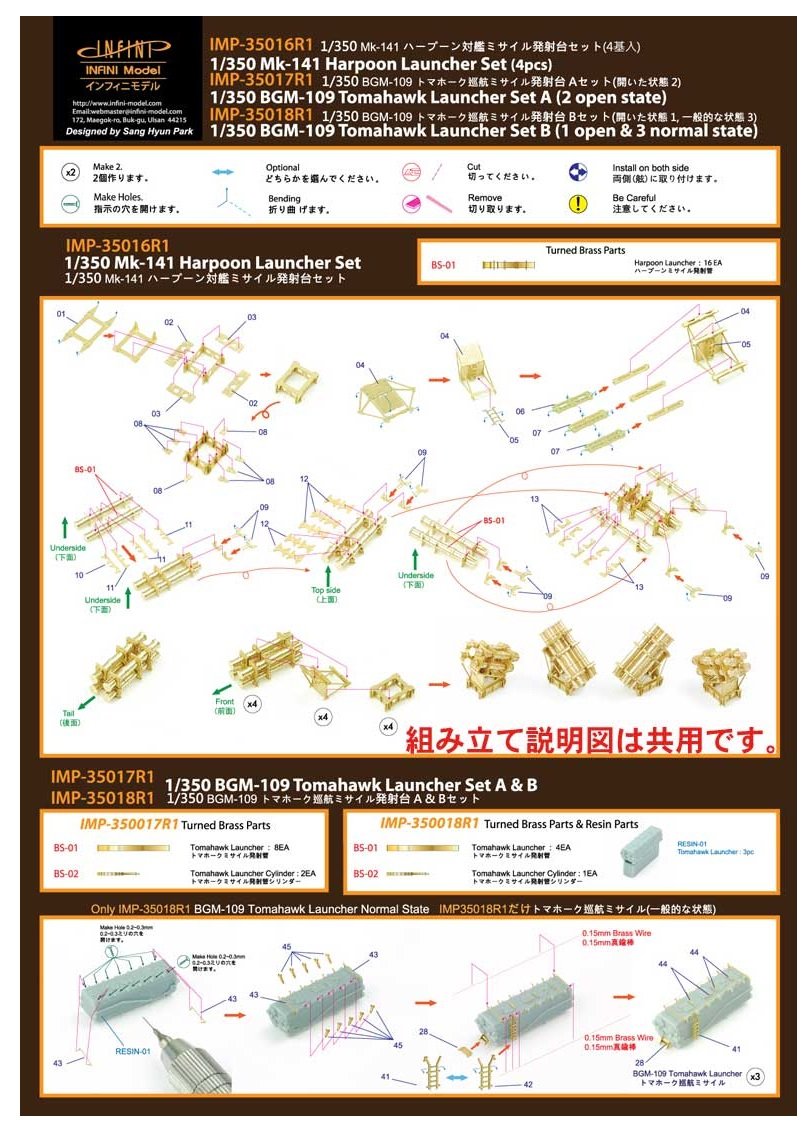 INFINI
INFINI Model
インフィニモデル
http://www.infini-model.com
Email:webmaster@infini-model.com
172, Maegok-ro, Buk-gu, Ulsan 44215
Designed by Sang Hyun Park
IMP-35016R1 1/350 Mk-141 ハープーン対艦ミサイル発射台セット(4基入)
1/350 Mk-141 Harpoon Launcher Set (4pcs)
IMP-35017R1 1/350 BGM-109 トマホーク巡航ミサイル発射台 Aセット(開いた状態 2)
1/350 BGM-109 Tomahawk Launcher Set A (2 open state)
IMP-35018R1 1/350 BGM-109 トマホーク巡航ミサイル発射台 Bセット(開いた状態 1, 一般的な状態 3)
1/350 BGM-109 Tomahawk Launcher Set B (1 open & 3 normal state)
x2 Make 2.
2個作ります。
Optional
どちらかを選んでください。
Cut
切ってください。
Install on both side
両側(舷)に取り付けます。
Make Holes.
指示の穴を開けます。
Bending
折り曲げます。
Remove
切り取ります。
Be Careful
注意してください。
IMP-35016R1
1/350 Mk-141 Harpoon Launcher Set
1/350 Mk-141 ハープーン対艦ミサイル発射台セット
Turned Brass Parts
BS-01
Harpoon Launcher : 16 EA
ハープーンミサイル発射管
01
02
03
03
02
04
04
05
04
05
06
07
07
08
08
08
08
BS-01
09
11
10
11
Underside
(下面)
Underside
(下面)
12
12
09
Top side
(上面)
BS-01
Underside
(下面)
09
13
13
09
09
Tail
(後面)
Front
(前面)
x4
x4
x4
組み立て説明図は共用です。
IMP-35017R1
IMP-35018R1
1/350 BGM-109 Tomahawk Launcher Set A & B
1/350 BGM-109 トマホーク巡航ミサイル発射台 A & Bセット
IMP-350017R1 Turned Brass Parts
BS-01
Tomahawk Launcher : 8EA
トマホークミサイル発射管
BS-02
Tomahawk Launcher Cylinder : 2EA
トマホークミサイル発射管シリンダー
IMP-350018R1 Turned Brass Parts & Resin Parts
BS-01
Tomahawk Launcher : 4EA
トマホークミサイル発射管
BS-02
Tomahawk Launcher Cylinder : 1EA
トマホークミサイル発射管シリンダー
RESIN-01
Tomahawk Launcher : 3pc
Only IMP-35018R1 BGM-109 Tomahawk Launcher Normal State IMP35018R1だけトマホーク巡航ミサイル(一般的な状態)
Make Hole 0.2~0.3mm
0.2~0.3ミリの穴を
開けます。
Make Hole 0.2~0.3mm
0.2~0.3ミリの穴を
開けます。
43
RESIN-01
43
45
43
45
0.15mm Brass Wire
0.15mm真鍮棒
28
41
42
0.15mm Brass Wire
0.15mm真鍮棒
44
44
41
28
BGM-109 Tomahawk Launcher
トマホーク巡航ミサイル
x3